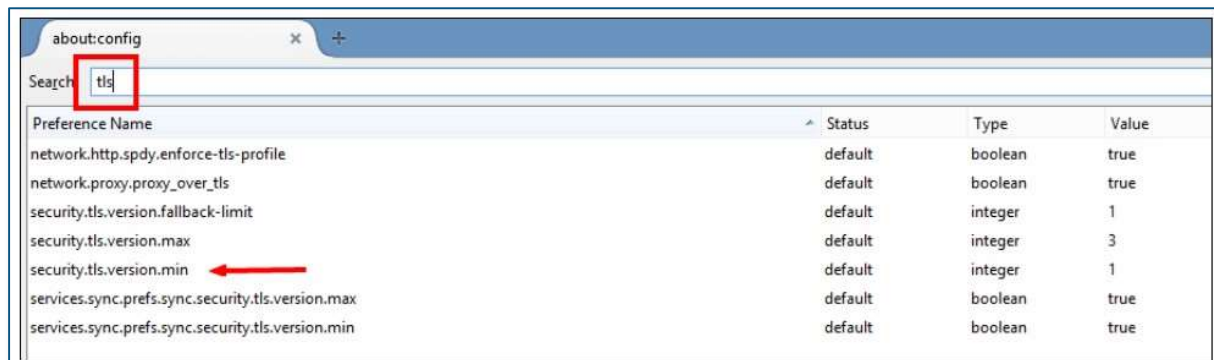 about:config
Search tls
Preference Name Status Type Value
network.http.spdy.enforce-tls-profile default boolean true
network.proxy.proxy_over_tls default boolean true
security.tls.version.fallback-limit default integer 1
security.tls.version.max default integer 3
security.tls.version.min default integer 1
services.sync.prefs.sync.security.tls.version.max default boolean true
services.sync.prefs.sync.security.tls.version.min default boolean true